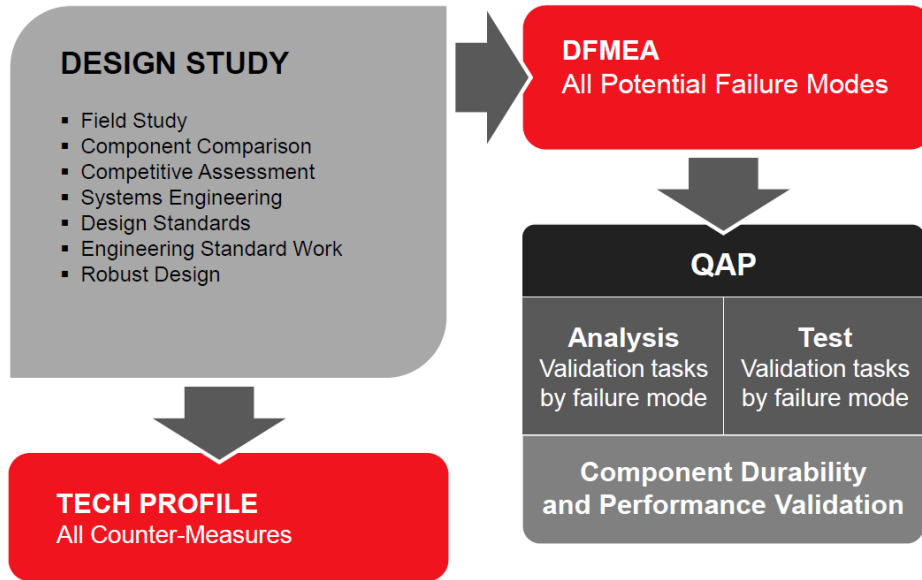 DESIGN STUDY
▪ Field Study
▪ Component Comparison
▪ Competitive Assessment
▪ Systems Engineering
▪ Design Standards
▪ Engineering Standard Work
▪ Robust Design
DFMEA
All Potential Failure Modes
QAP
Analysis
Validation tasks
by failure mode
Test
Validation tasks
by failure mode
Component Durability
and Performance Validation
TECH PROFILE
All Counter-Measures